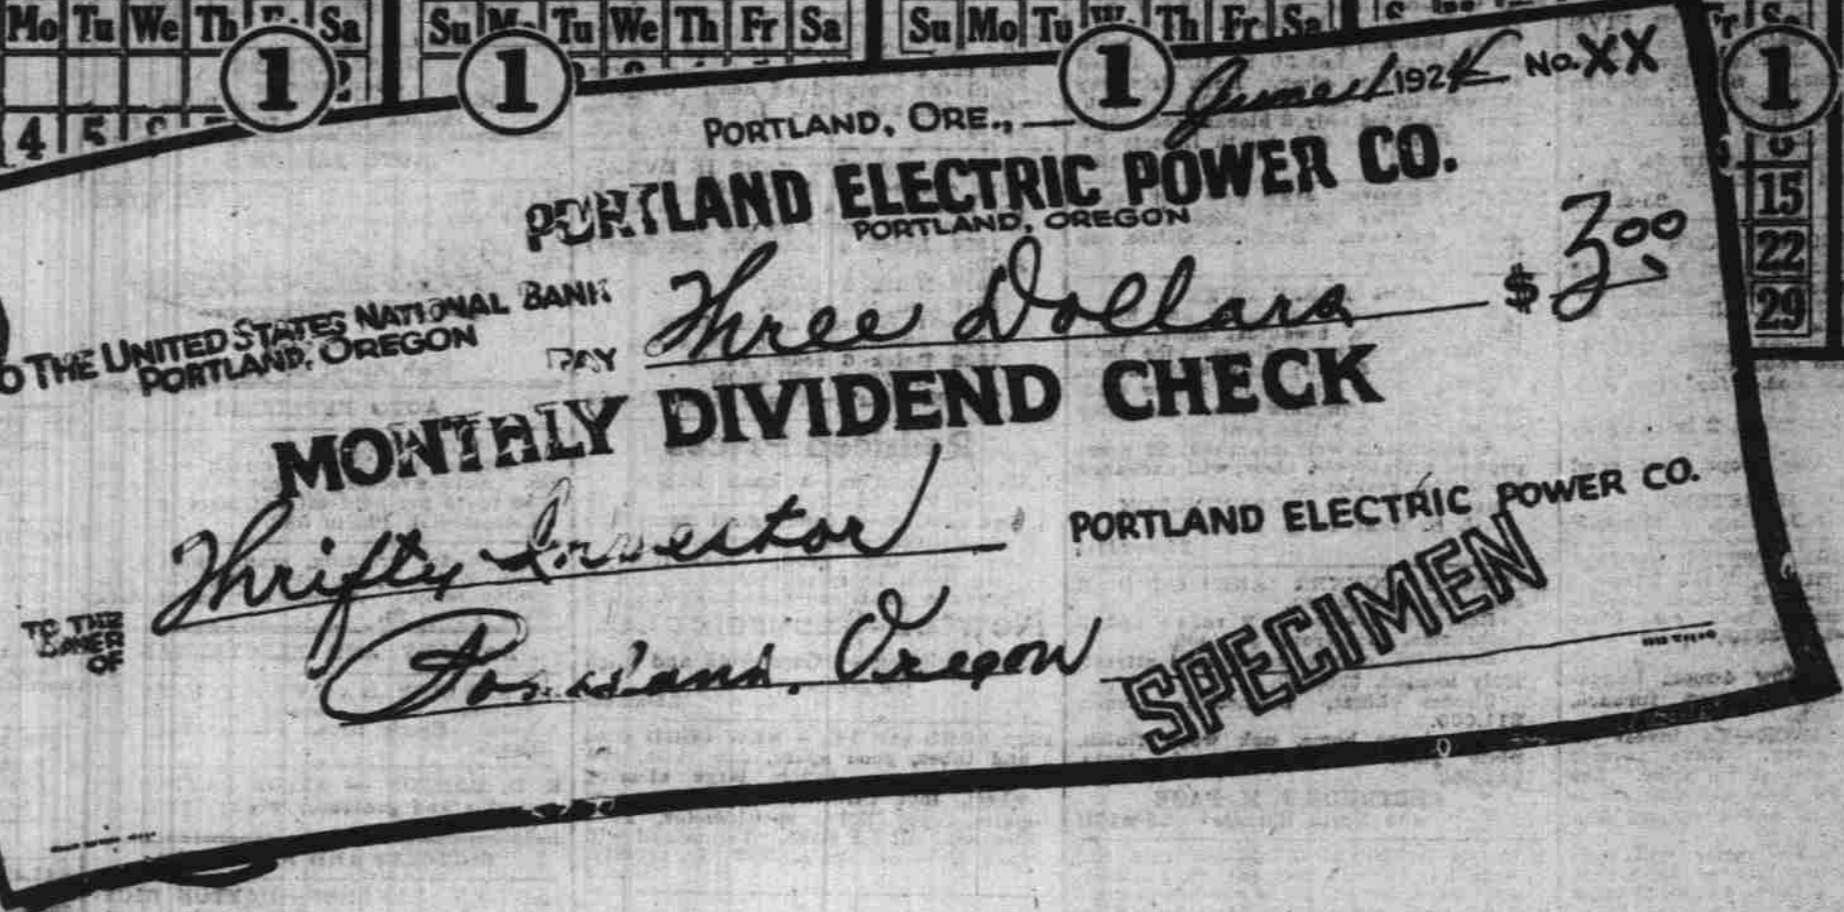 Mo Tu We Th Fr Sa Su Mo Tu We Th Fr Sa Su Mo Tu We Th Fr Sa
1 1 1 1
4 5
15
22
29
PORTLAND, ORE., June 1 192 No. XX
PORTLAND ELECTRIC POWER CO.
PORTLAND, OREGON
O THE UNITED STATES NATIONAL BANK
PORTLAND, OREGON
PAY Three Dollars $ 3.00
MONTHLY DIVIDEND CHECK
TO THE ORDER OF Thrifty Investor
Portland, Oregon
PORTLAND ELECTRIC POWER CO.
SPECIMEN